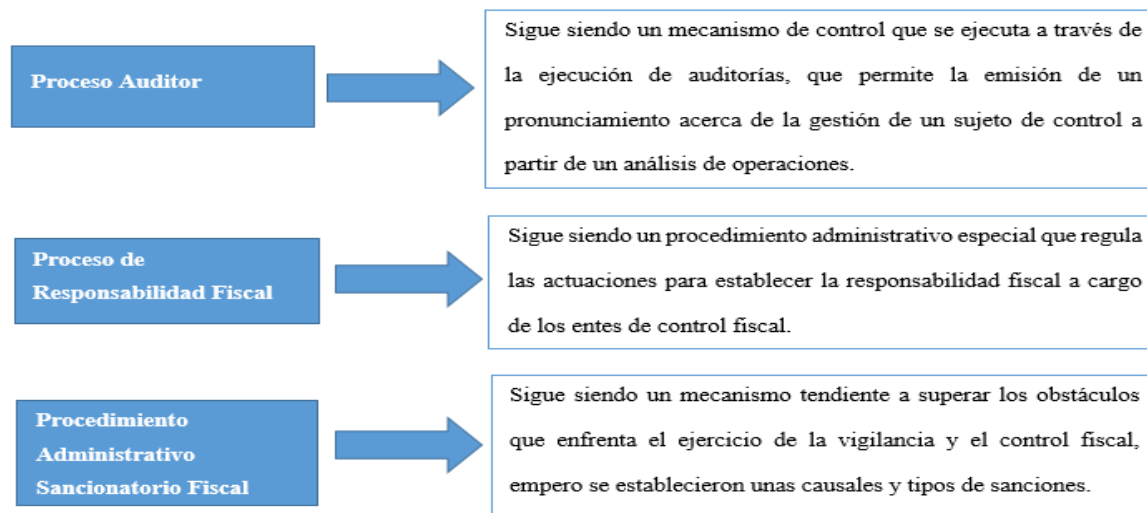 Proceso Auditor
Sigue siendo un mecanismo de control que se ejecuta a través de
la ejecución de auditorías, que permite la emisión de un
pronunciamiento acerca de la gestión de un sujeto de control a
partir de un análisis de operaciones.
Proceso de
Responsabilidad Fiscal
Sigue siendo un procedimiento administrativo especial que regula
las actuaciones para establecer la responsabilidad fiscal a cargo
de los entes de control fiscal.
Procedimiento
Administrativo
Sancionatorio Fiscal
Sigue siendo un mecanismo tendiente a superar los obstáculos
que enfrenta el ejercicio de la vigilancia y el control fiscal,
empero se establecieron unas causales y tipos de sanciones.